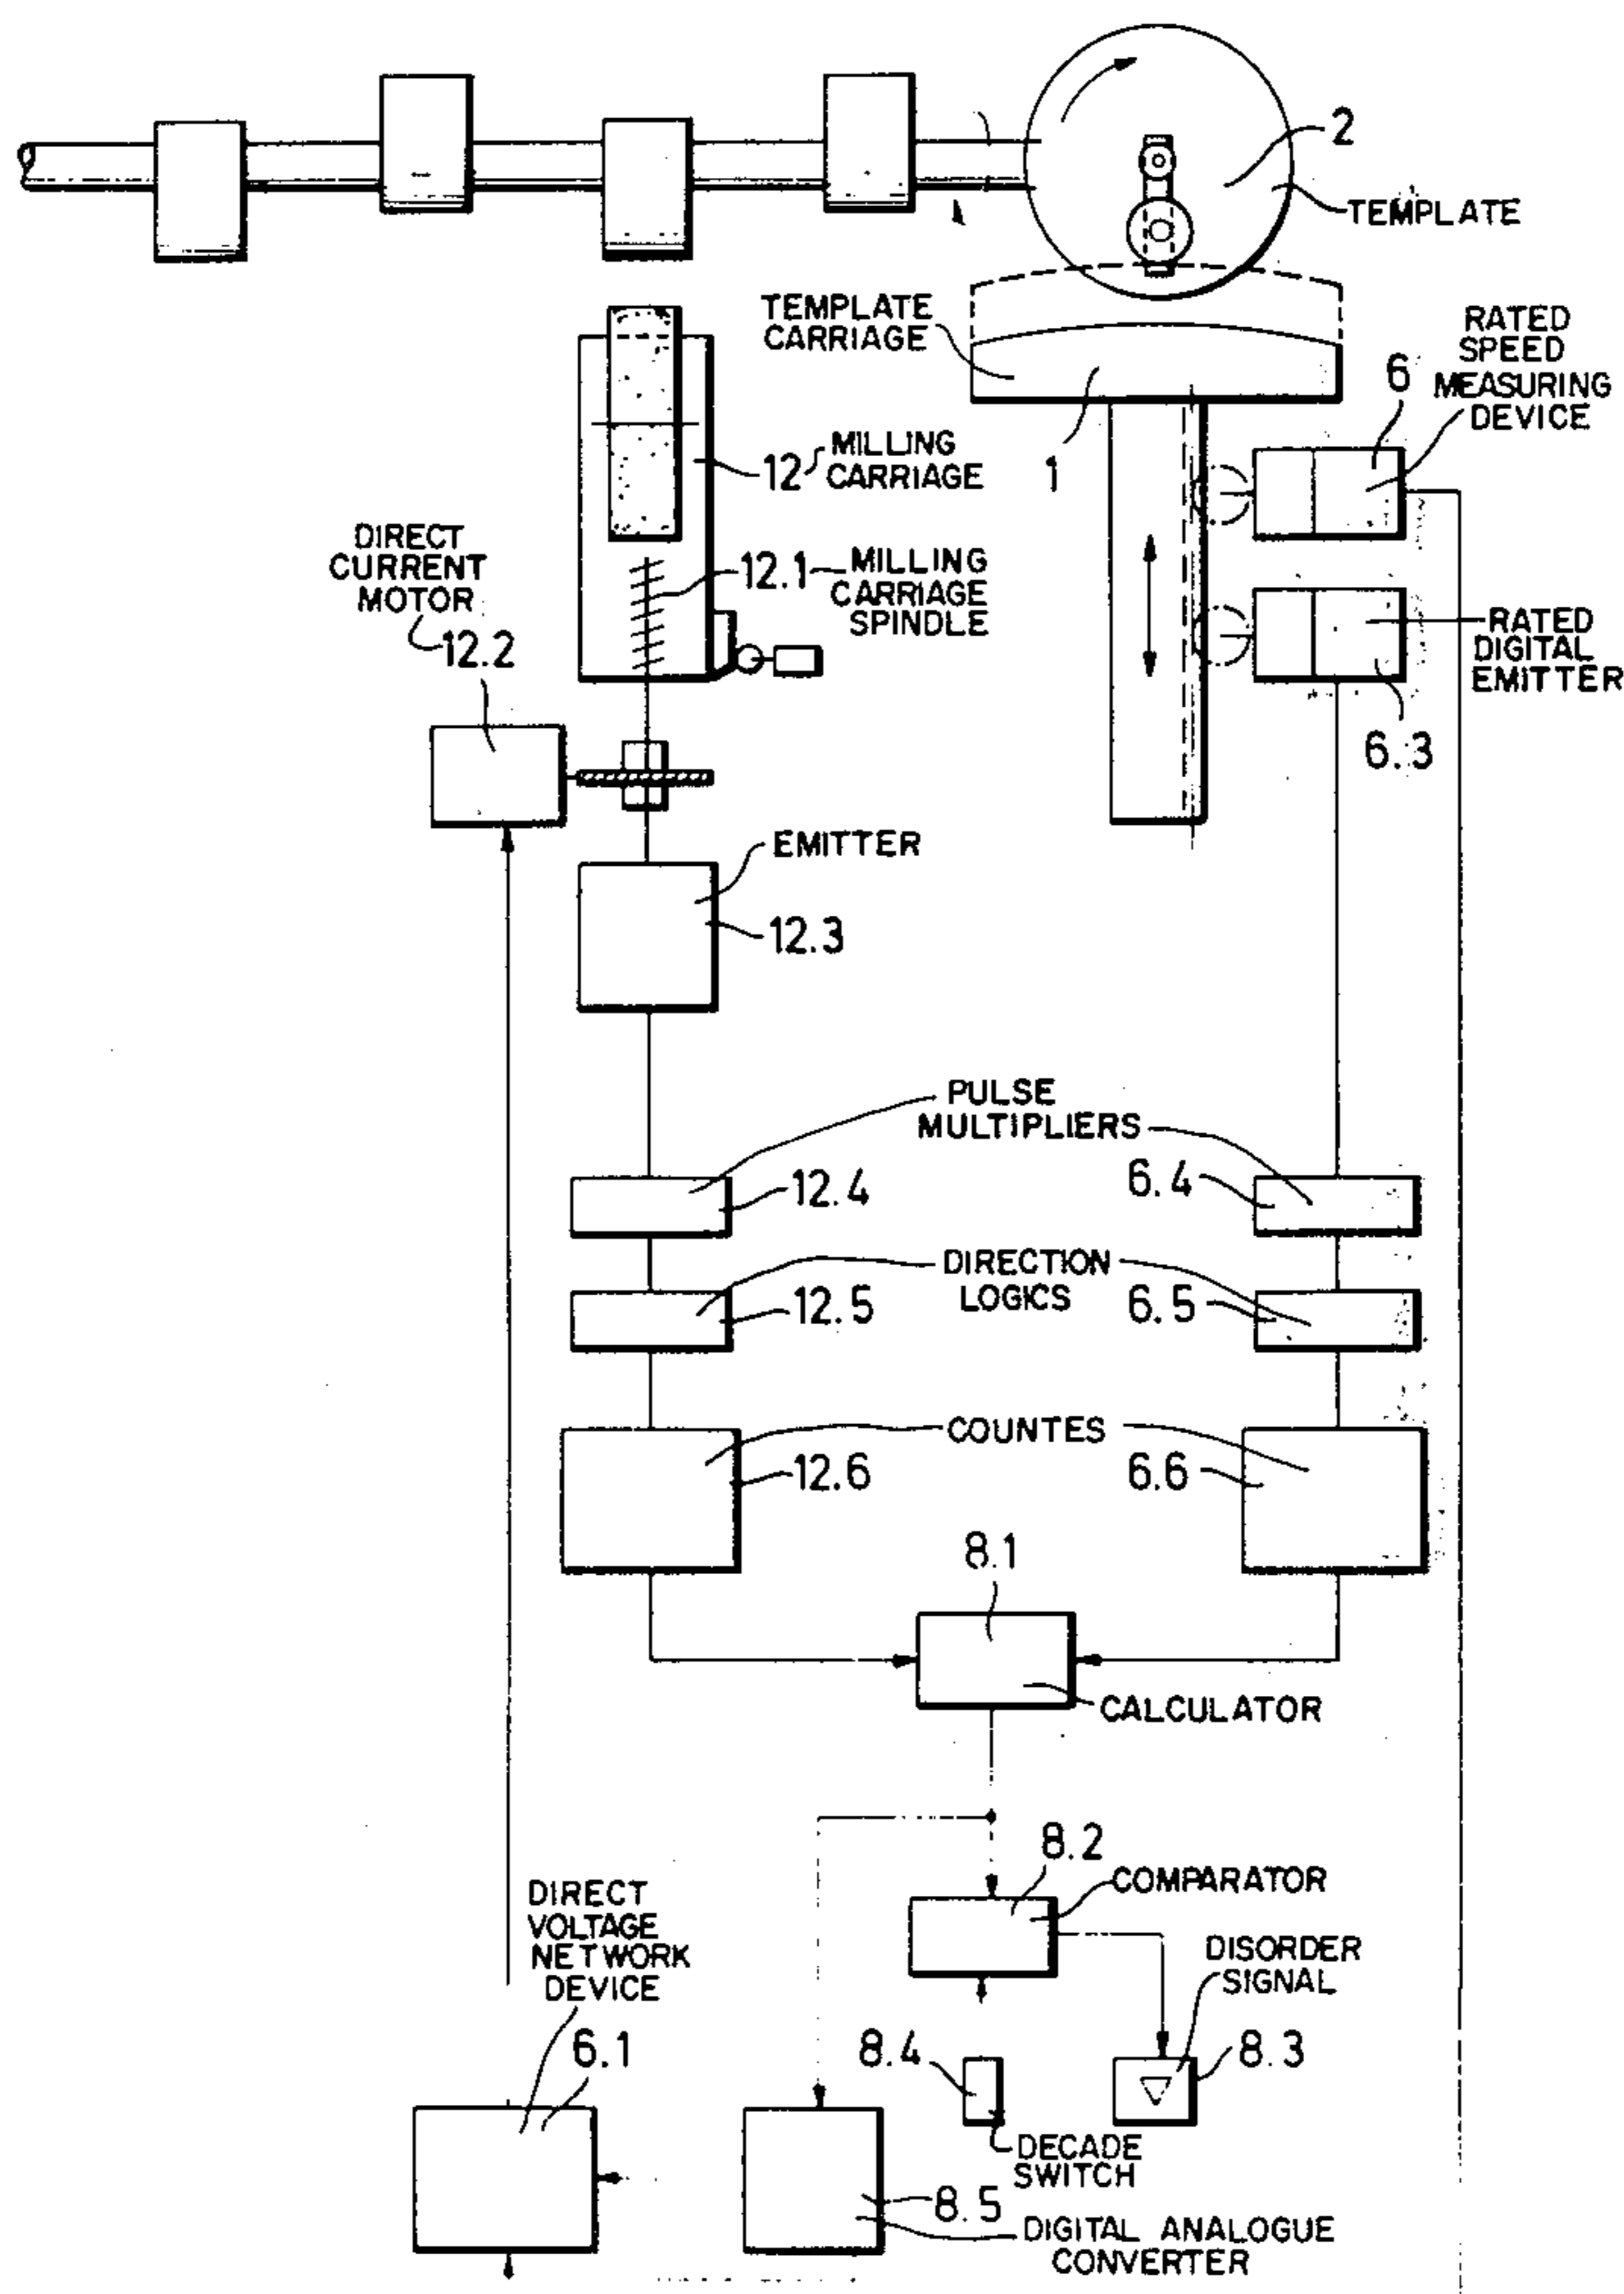 2
TEMPLATE
TEMPLATE
CARRIAGE
1
RATED
SPEED
6 MEASURING
DEVICE
12 MILLING
CARRIAGE
DIRECT
CURRENT
MOTOR
12.2
12.1 MILLING
CARRIAGE
SPINDLE
RATED
DIGITAL
EMITTER
6.3
EMITTER
12.3
PULSE
MULTIPLIERS
12.4
6.4
DIRECTION
LOGICS
12.5
6.5
COUNTES
12.6
6.6
8.1
CALCULATOR
8.2
COMPARATOR
DIRECT
VOLTAGE
NETWORK
DEVICE
6.1
DISORDER
SIGNAL
8.4
8.3
DECADE
SWITCH
8.5
DIGITAL ANALOGUE
CONVERTER